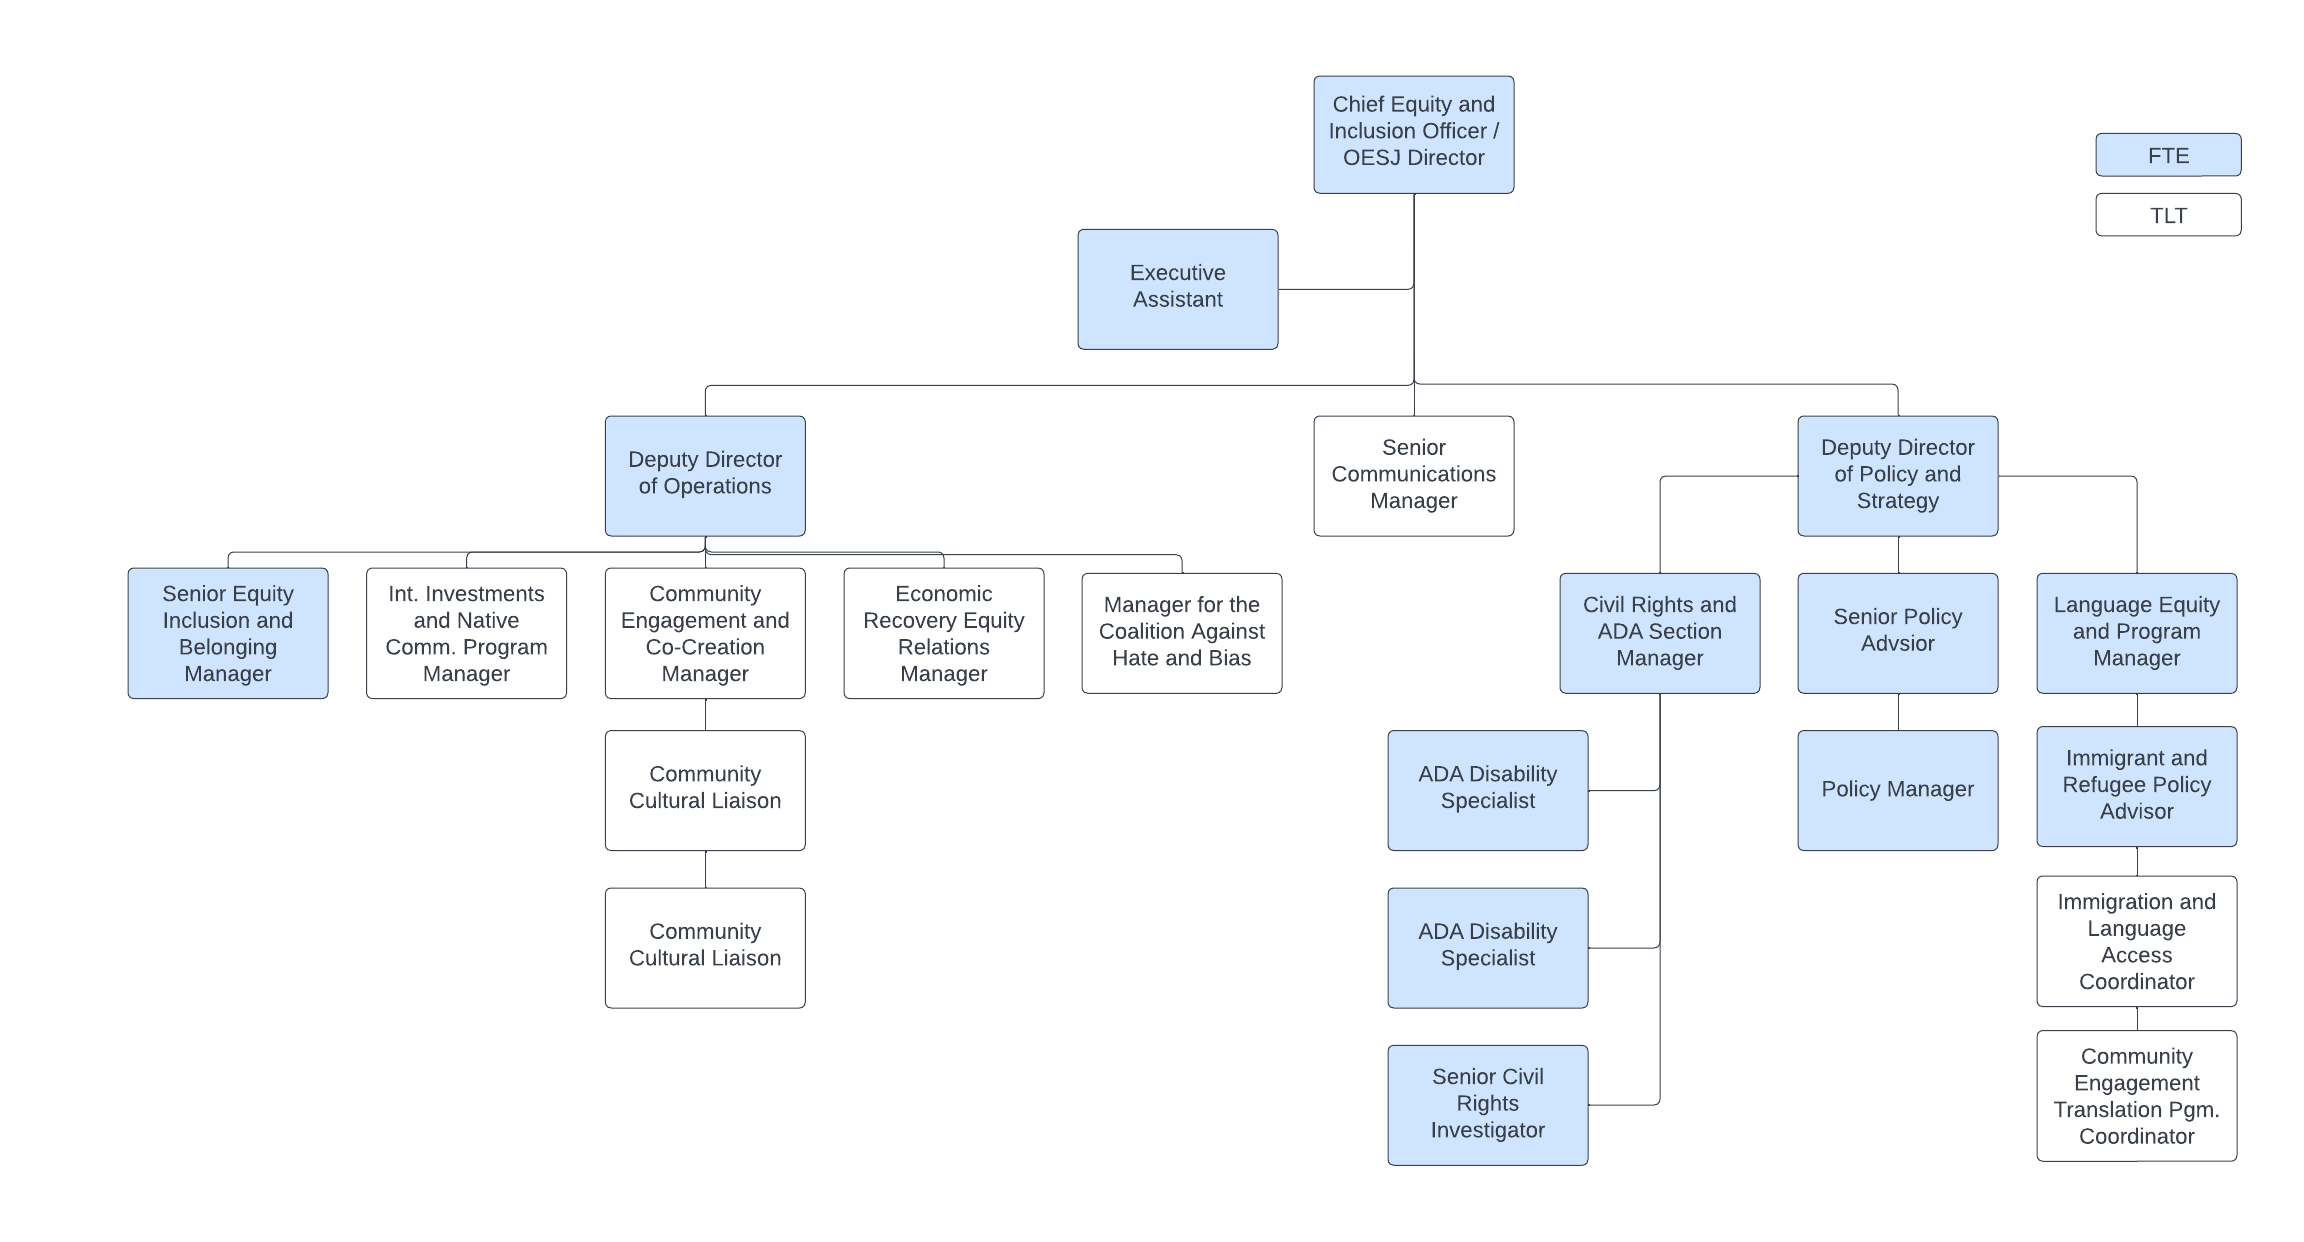 Chief Equity and
Inclusion Officer /
OESJ Director
FTE
TLT
Executive
Assistant
Deputy Director
of Operations
Senior
Communications
Manager
Deputy Director
of Policy and
Strategy
Senior Equity
Inclusion and
Belonging
Manager
Int. Investments
and Native
Comm. Program
Manager
Community
Engagement and
Co-Creation
Manager
Economic
Recovery Equity
Relations
Manager
Manager for the
Coalition Against
Hate and Bias
Civil Rights and
ADA Section
Manager
Senior Policy
Advsior
Language Equity
and Program
Manager
Community
Cultural Liaison
ADA Disability
Specialist
Policy Manager
Immigrant and
Refugee Policy
Advisor
Community
Cultural Liaison
ADA Disability
Specialist
Immigration and
Language
Access
Coordinator
Senior Civil
Rights
Investigator
Community
Engagement
Translation Pgm.
Coordinator